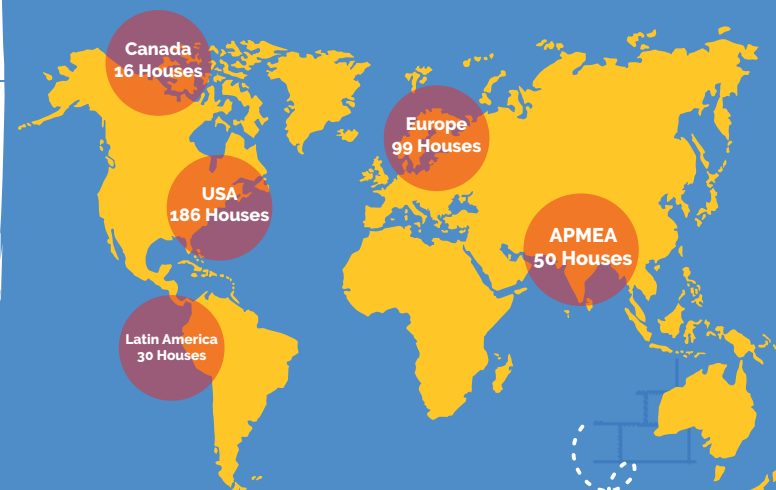 Canada
16 Houses
Europe
99 Houses
USA
186 Houses
APMEA
50 Houses
Latin America
30 Houses